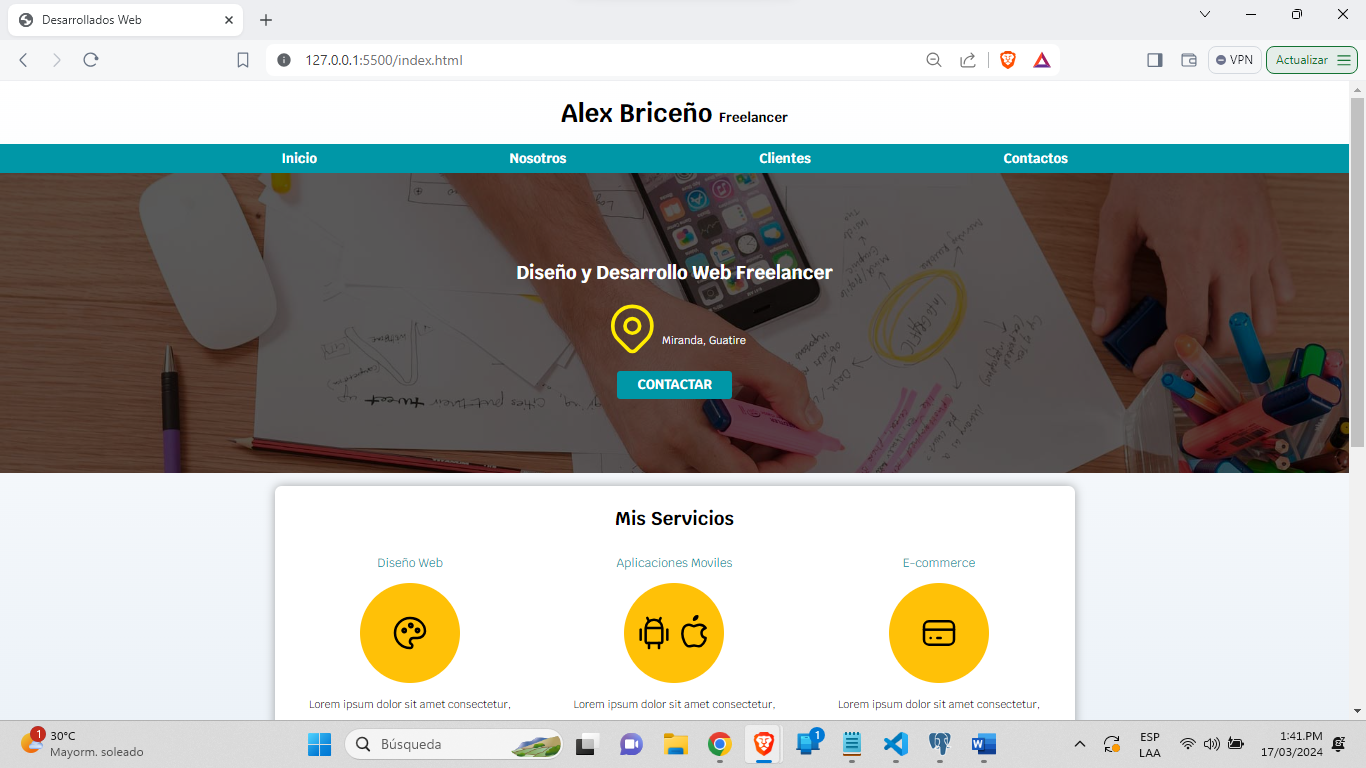 Desarrollados Web
127.0.0.1:5500/index.html
VPN
Actualizar
Alex Briceño Freelancer
Inicio Nosotros Clientes Contactos
Diseño y Desarrollo Web Freelancer
Miranda, Guatire
CONTACTAR
Mis Servicios
Diseño Web Aplicaciones Moviles E-commerce
Lorem ipsum dolor sit amet consectetur, Lorem ipsum dolor sit amet consectetur, Lorem ipsum dolor sit amet consectetur,
1
30°C
Mayorm. soleado
Búsqueda
1
ESP
LAA
1:41 P.M
17/03/2024